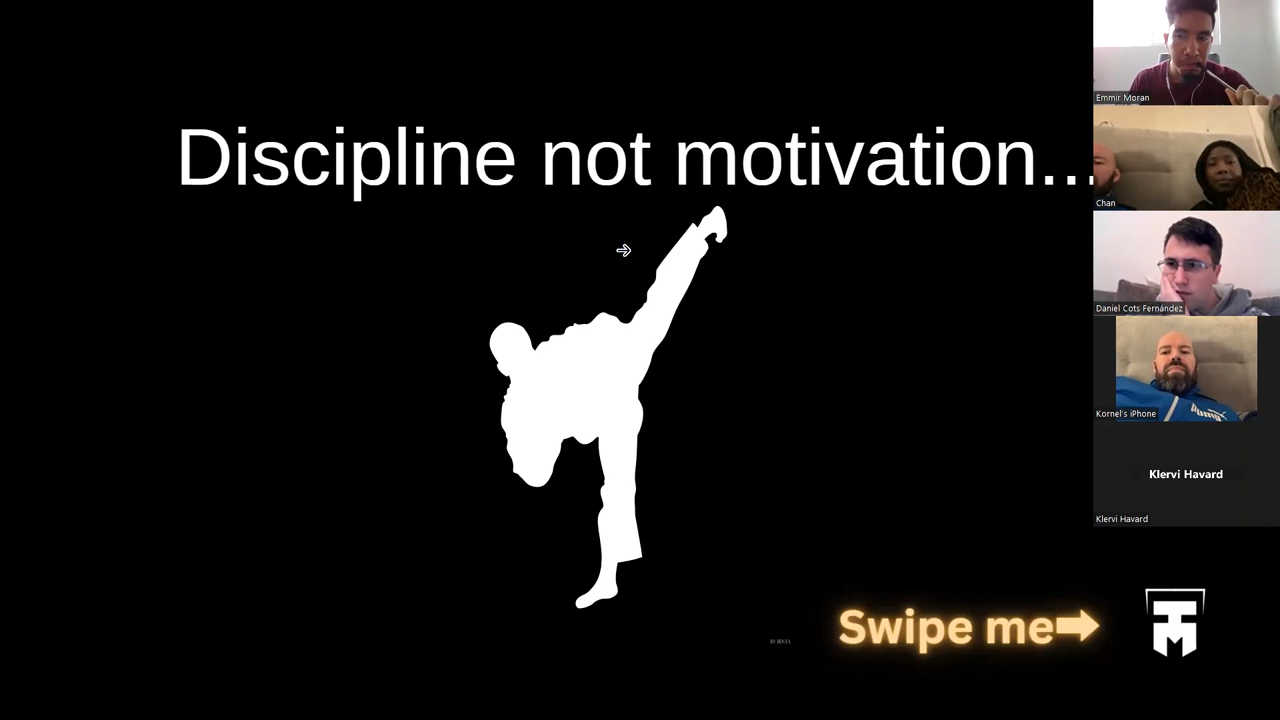 Discipline not motivation...
Swipe me
Emmir Moran
Chan
Daniel Cots Fernández
Kornel's iPhone
Klervi Havard
Klervi Havard